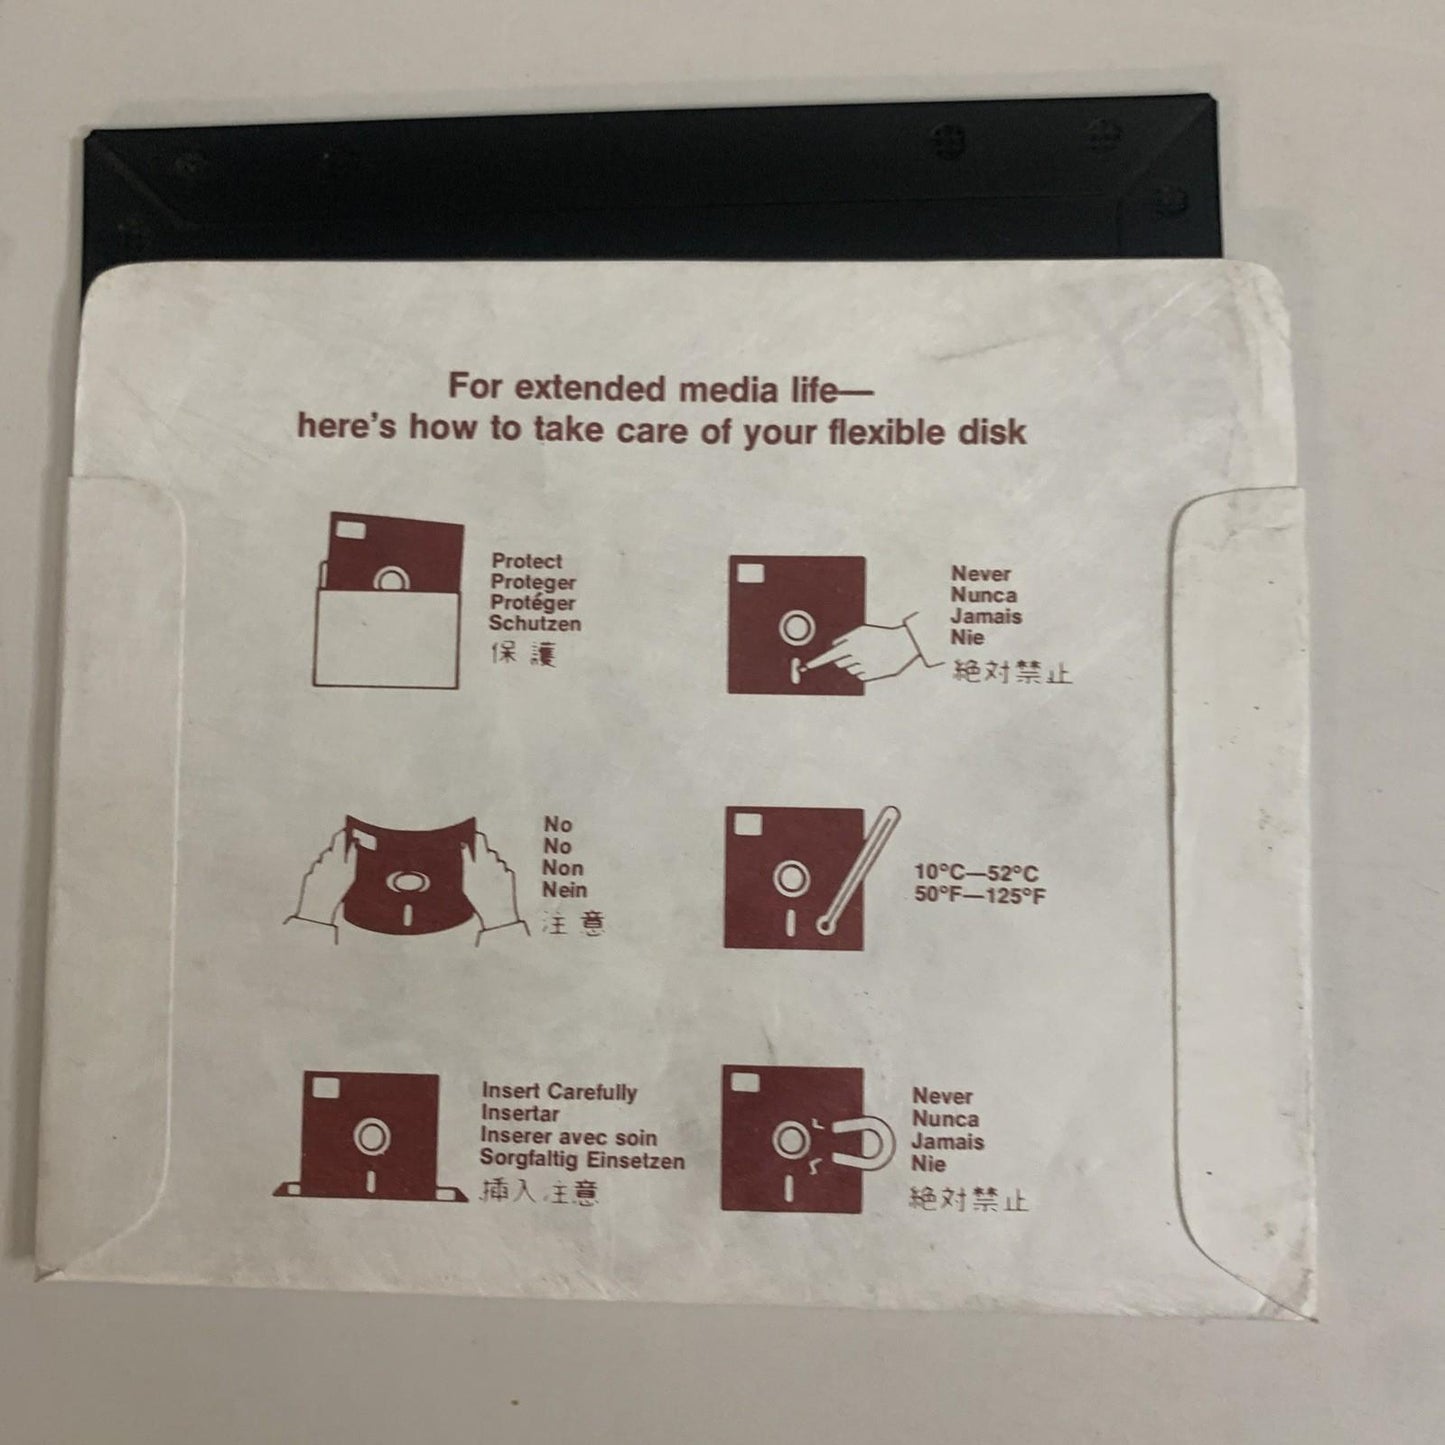 For extended media life—
here's how to take care of your flexible disk
Protect
Proteger
Protéger
Schutzen
保護
Never
Nunca
Jamais
Nie
絶対禁止
No
No
Non
Nein
注意
10°C—52°C
50°F—125°F
Insert Carefully
Insertar
Inserer avec soin
Sorgfaltig Einsetzen
挿入注意
Never
Nunca
Jamais
Nie
絶対禁止